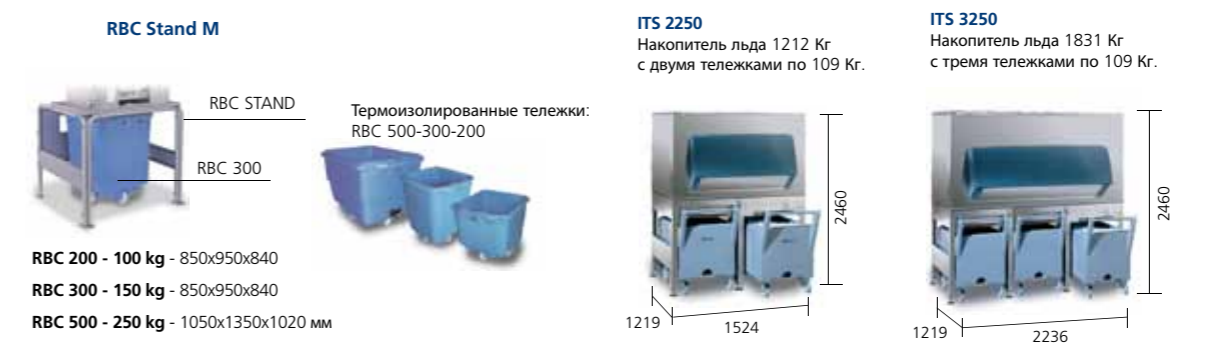 RBC Stand M
RBC STAND
RBC 300
Термоизолированные тележки:
RBC 500-300-200
RBC 200 - 100 kg - 850x950x840
RBC 300 - 150 kg - 850x950x840
RBC 500 - 250 kg - 1050x1350x1020 мм
ITS 2250
Накопитель льда 1212 Кг
с двумя тележками по 109 Кг.
2460
1219
1524
ITS 3250
Накопитель льда 1831 Кг
с тремя тележками по 109 Кг.
2460
1219
2236